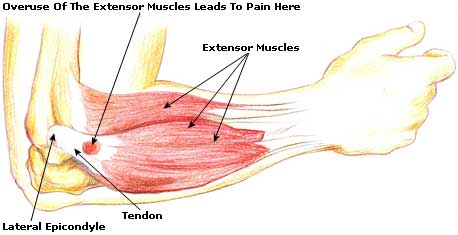 Overuse Of The Extensor Muscles Leads To Pain Here
Extensor Muscles
Tendon
Lateral Epicondyle